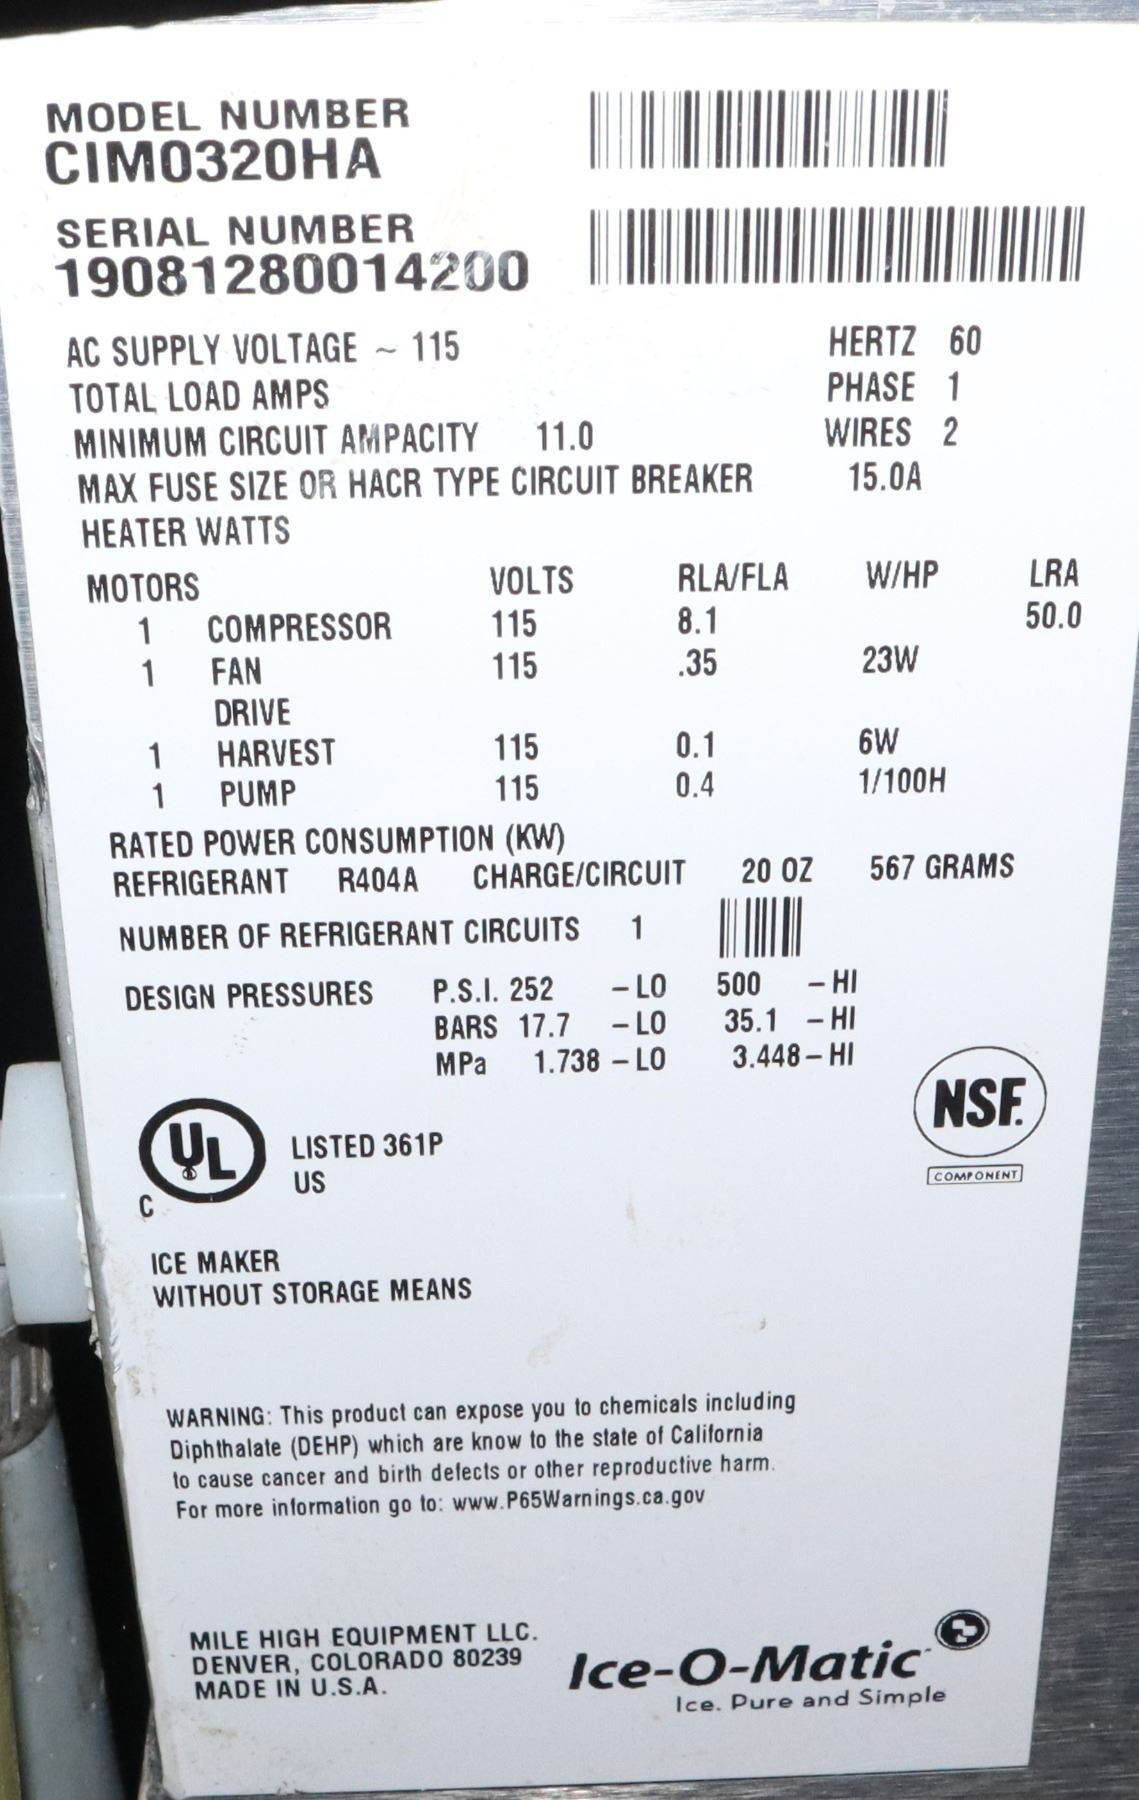 MODEL NUMBER
CIM0320HA
SERIAL NUMBER
19081280014200
AC SUPPLY VOLTAGE ~ 115 HERTZ 60
TOTAL LOAD AMPS PHASE 1
MINIMUM CIRCUIT AMPACITY 11.0 WIRES 2
MAX FUSE SIZE OR HACR TYPE CIRCUIT BREAKER 15.0A
HEATER WATTS
MOTORS VOLTS RLA/FLA W/HP LRA
1 COMPRESSOR 115 8.1 50.0
1 FAN 115 .35 23W
DRIVE
1 HARVEST 115 0.1 6W
1 PUMP 115 0.4 1/100H
RATED POWER CONSUMPTION (KW)
REFRIGERANT R404A CHARGE/CIRCUIT 20 OZ 567 GRAMS
NUMBER OF REFRIGERANT CIRCUITS 1
DESIGN PRESSURES P.S.I. 252 – LO 500 – HI
BARS 17.7 – LO 35.1 – HI
MPa 1.738 – LO 3.448 – HI
NSF.
COMPONENT
C UL LISTED 361P
US
ICE MAKER
WITHOUT STORAGE MEANS
WARNING: This product can expose you to chemicals including
Diphthalate (DEHP) which are know to the state of California
to cause cancer and birth defects or other reproductive harm.
For more information go to: www.P65Warnings.ca.gov
MILE HIGH EQUIPMENT LLC.
DENVER, COLORADO 80239
MADE IN U.S.A.
Ice-O-Matic
Ice. Pure and Simple